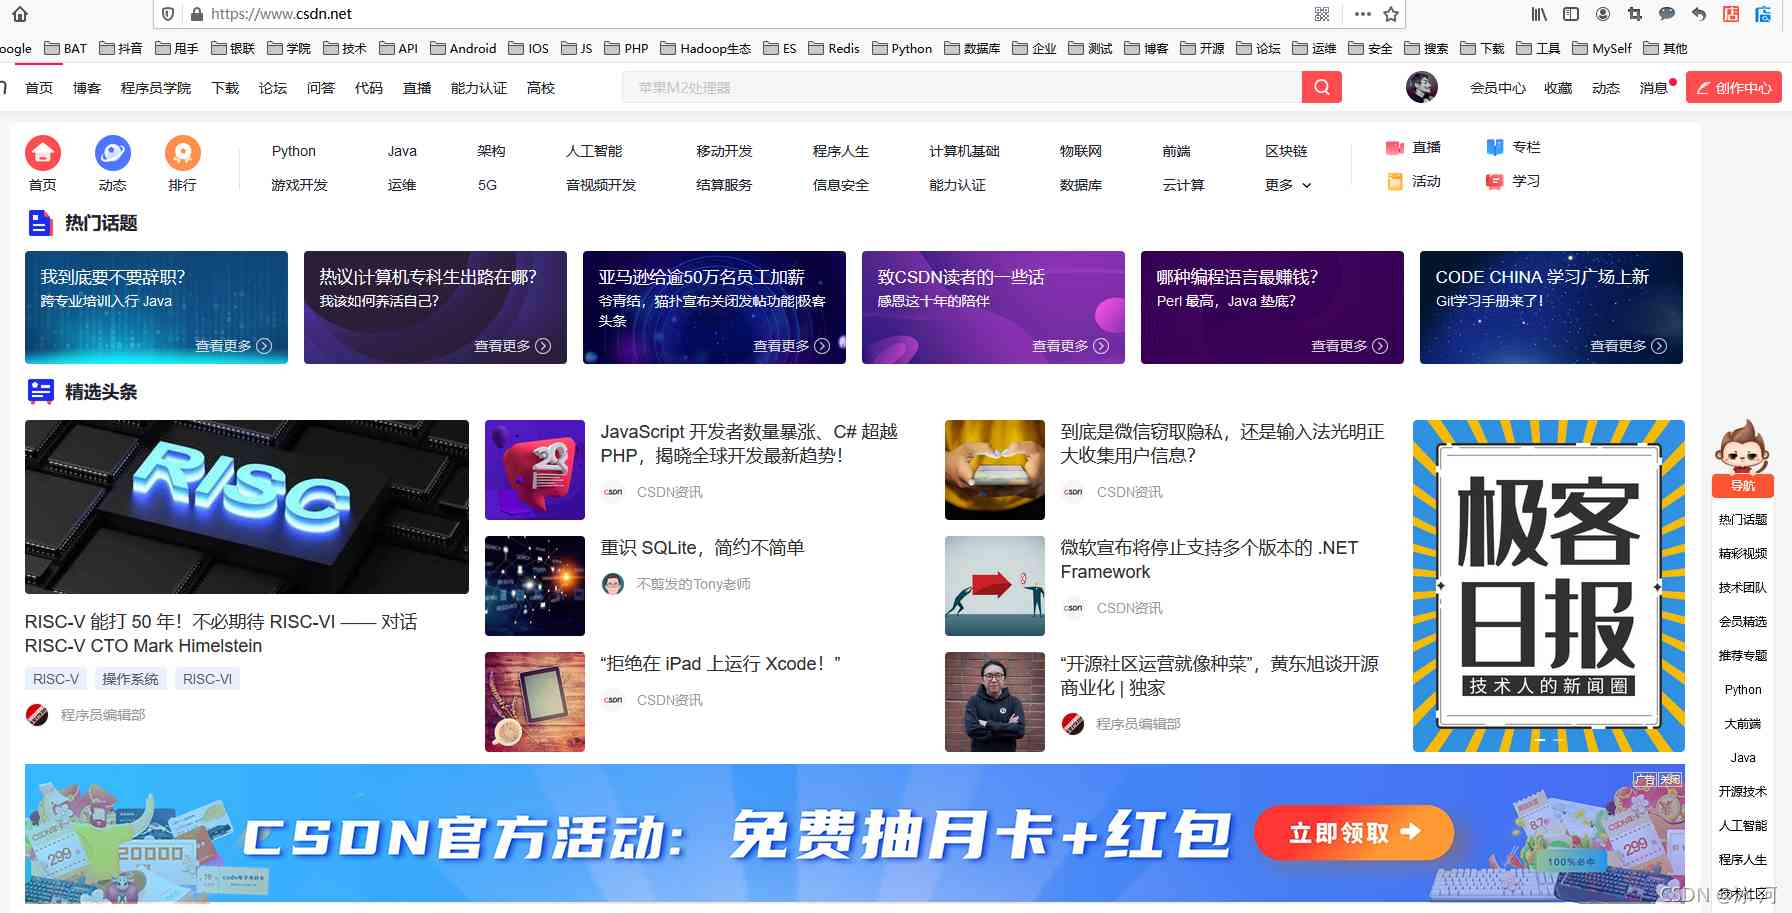 https://www.csdn.net
oogle BAT 抖音 甩手 银联 学院 技术 API Android IOS JS PHP Hadoop生态 ES Redis Python 数据库 企业 测试 博客 开源 论坛 运维 安全 搜索 下载 工具 MySelf 其他
首页 博客 程序员学院 下载 论坛 问答 代码 直播 能力认证 高校 苹果M2处理器 会员中心 收藏 动态 消息 创作中心
Python Java 架构 人工智能 移动开发 程序人生 计算机基础 物联网 前端 区块链 直播 专栏
首页 动态 排行 游戏开发 运维 5G 音视频开发 结算服务 信息安全 能力认证 数据库 云计算 更多 活动 学习
热门话题
我到底要不要辞职？
跨专业培训入行 Java
查看更多
热议|计算机专科生出路在哪？
我该如何养活自己？
查看更多
亚马逊给逾50万名员工加薪
爷青结，猫扑宣布关闭发帖功能|极客
头条
查看更多
致CSDN读者的一些话
感恩这十年的陪伴
查看更多
哪种编程语言最赚钱？
Perl 最高，Java 垫底？
查看更多
CODE CHINA 学习广场上新
Git学习手册来了！
查看更多
精选头条
RISC
RISC-V 能打 50 年！不必期待 RISC-VI —— 对话
RISC-V CTO Mark Himelstein
RISC-V 操作系统 RISC-VI
程序员编辑部
JavaScript 开发者数量暴涨、C# 超越
PHP，揭晓全球开发最新趋势！
csdn CSDN资讯
重识 SQLite，简约不简单
不剪发的Tony老师
“拒绝在 iPad 上运行 Xcode！”
csdn CSDN资讯
到底是微信窃取隐私，还是输入法光明正
大收集用户信息？
csdn CSDN资讯
微软宣布将停止支持多个版本的 .NET
Framework
csdn CSDN资讯
“开源社区运营就像种菜”，黄东旭谈开源
商业化 | 独家
程序员编辑部
极客
日报
技术人的新闻圈
导航
热门话题
精彩视频
技术团队
会员精选
推荐专题
Python
大前端
Java
开源技术
人工智能
程序人生
技术社区
广告 关闭
CSDN官方活动：免费抽月卡+红包
立即领取
299
20000
8.7
299
100%必中
CSDN @冰 河